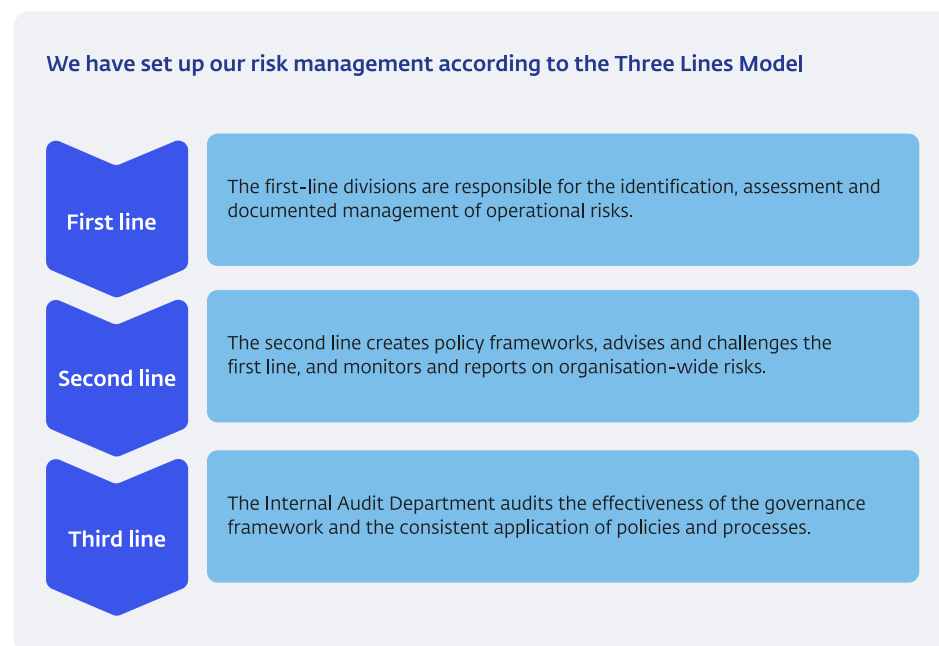 We have set up our risk management according to the Three Lines Model
First line
The first-line divisions are responsible for the identification, assessment and
documented management of operational risks.
Second line
The second line creates policy frameworks, advises and challenges the
first line, and monitors and reports on organisation-wide risks.
Third line
The Internal Audit Department audits the effectiveness of the governance
framework and the consistent application of policies and processes.